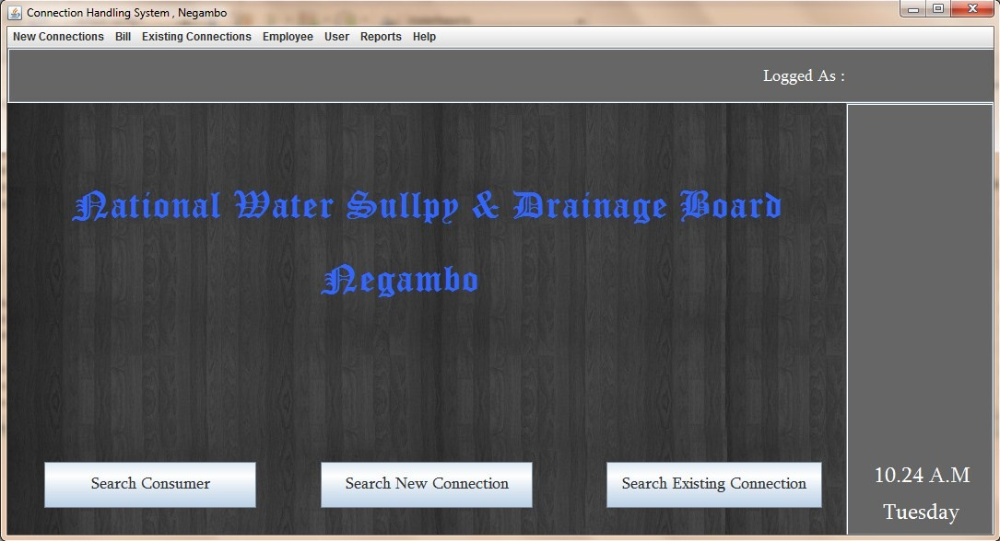 Connection Handling System , Negambo
New Connections Bill Existing Connections Employee User Reports Help
Logged As :
National Water Sullpy & Drainage Board
Negambo
Search Consumer Search New Connection Search Existing Connection
10.24 A.M
Tuesday